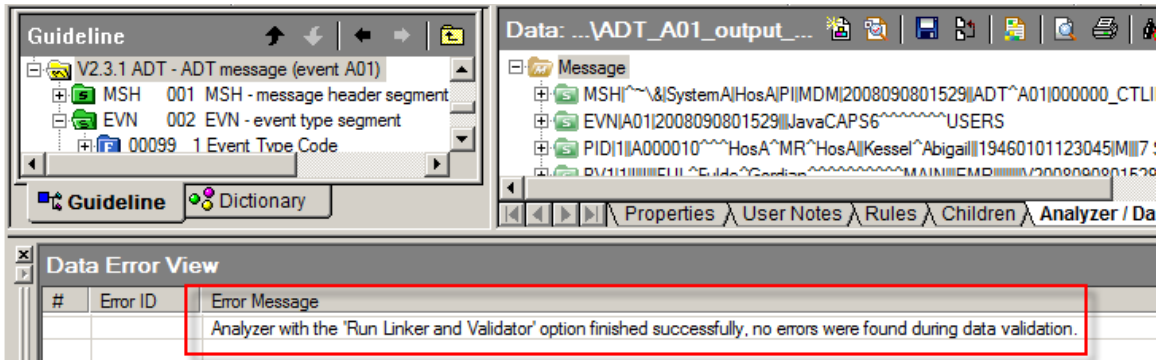 Guideline
V2.3.1 ADT - ADT message (event A01)
MSH 001 MSH - message header segment
EVN 002 EVN - event type segment
00099 1 Event Type Code
Guideline
Dictionary
Data: ...\ADT_A01_output_...
Message
MSH|^~\&|SystemA|HosA|PI|MDM|2008090801529||ADT^A01|000000_CTLI
EVN|A01|2008090801529|||JavaCAPS6^^^^^^^USERS
PID|1||A000010^^^HosA^MR^HosA||Kessel^Abigail||19460101123045|M|||7 S
Properties
User Notes
Rules
Children
Analyzer / Da
Data Error View
# Error ID Error Message
Analyzer with the 'Run Linker and Validator' option finished successfully, no errors were found during data validation.